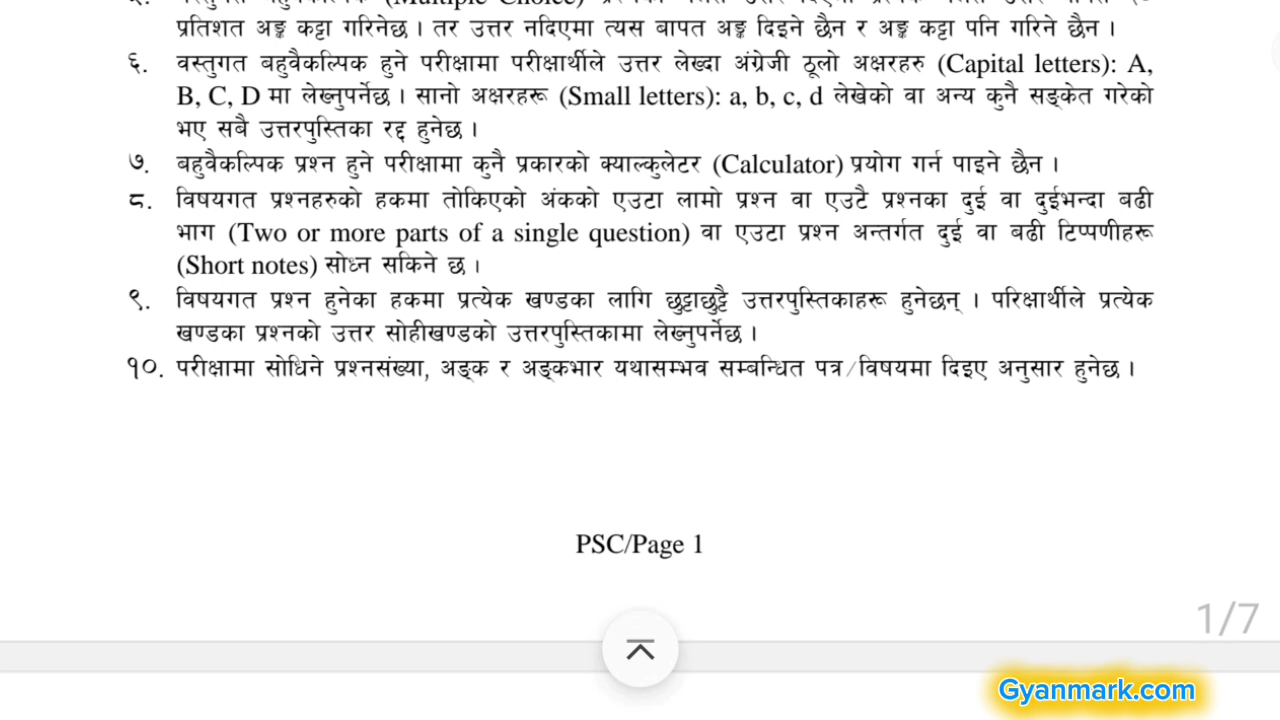 (Multiple Choice)
प्रतिशत अङ्क कट्टा गरिनेछ । तर उत्तर नदिएमा त्यस बापत अङ्क दिइने छैन र अङ्क कट्टा पनि गरिने छैन ।
६. वस्तुगत बहुवैकल्पिक हुने परीक्षामा परीक्षार्थीले उत्तर लेख्दा अंग्रेजी ठूलो अक्षरहरु (Capital letters): A,
B, C, D मा लेख्नुपर्नेछ । सानो अक्षरहरू (Small letters): a, b, c, d लेखेको वा अन्य कुनै सङ्केत गरेको
भए सबै उत्तरपुस्तिका रद्द हुनेछ ।
७. बहुवैकल्पिक प्रश्न हुने परीक्षामा कुनै प्रकारको क्याल्कुलेटर (Calculator) प्रयोग गर्न पाइने छैन ।
८. विषयगत प्रश्नहरुको हकमा तोकिएको अंकको एउटा लामो प्रश्न वा एउटै प्रश्नका दुई वा दुईभन्दा बढी
भाग (Two or more parts of a single question) वा एउटा प्रश्न अन्तर्गत दुई वा बढी टिप्पणीहरू
(Short notes) सोध्न सकिने छ ।
९. विषयगत प्रश्न हुनेका हकमा प्रत्येक खण्डका लागि छुट्टाछुट्टै उत्तरपुस्तिकाहरू हुनेछन् । परिक्षार्थीले प्रत्येक
खण्डका प्रश्नको उत्तर सोहीखण्डको उत्तरपुस्तिकामा लेख्नुपर्नेछ ।
१०. परीक्षामा सोधिने प्रश्नसंख्या, अङ्क र अङ्कभार यथासम्भव सम्बन्धित पत्र/विषयमा दिइए अनुसार हुनेछ ।
PSC/Page 1
1/7
Gyanmark.com